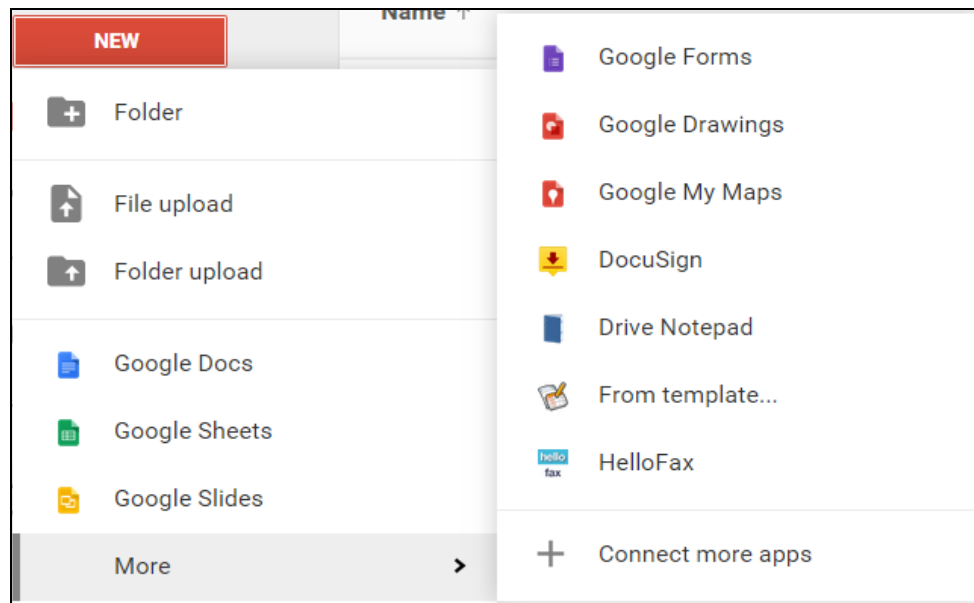 Name ↑
NEW
Folder
File upload
Folder upload
Google Docs
Google Sheets
Google Slides
More
Google Forms
Google Drawings
Google My Maps
DocuSign
Drive Notepad
From template...
hello
fax
HelloFax
Connect more apps